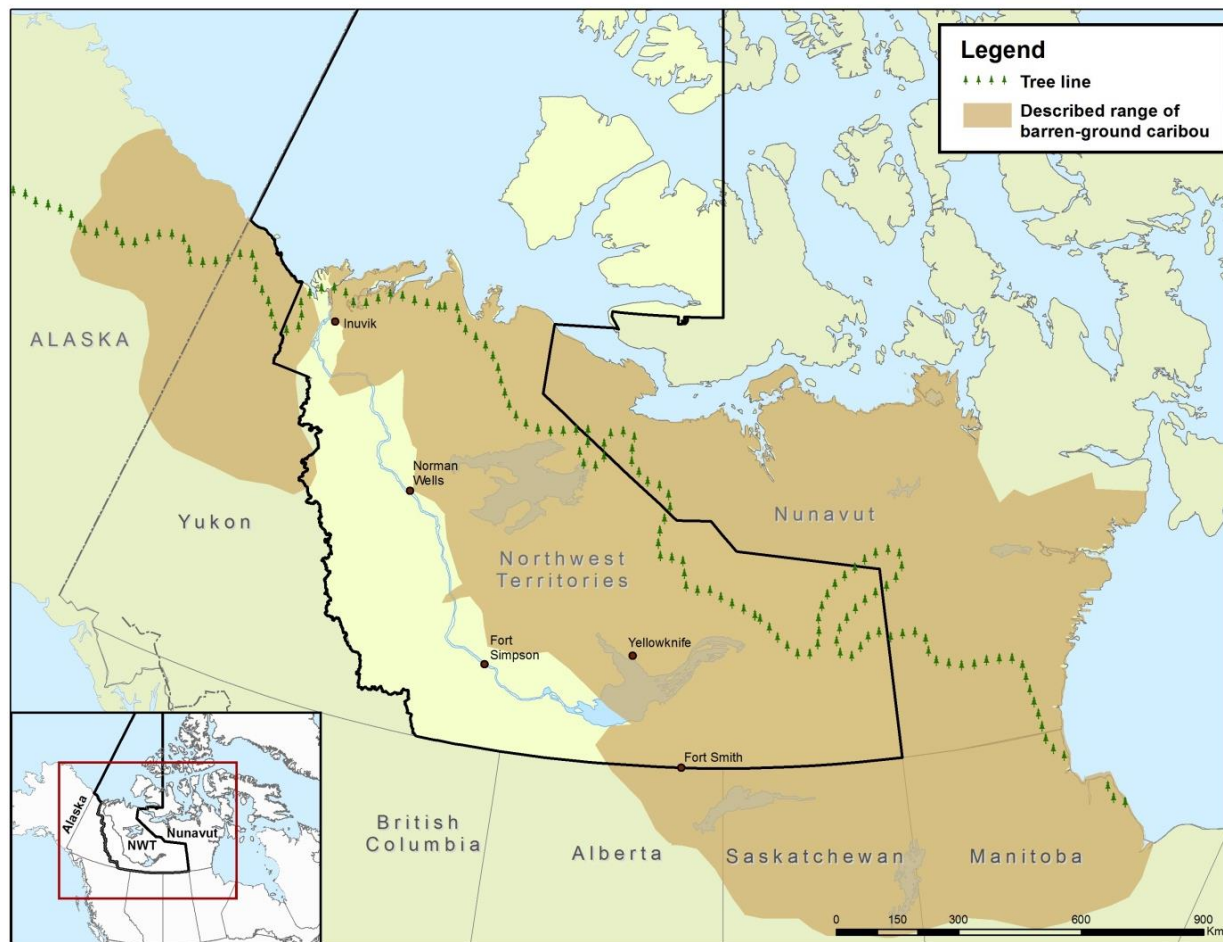 Legend
Tree line
Described range of
barren-ground caribou
ALASKA
Inuvik
Norman
Wells
Yukon
Nunavut
Northwest
Territories
Fort
Simpson
Yellowknife
Fort Smith
British
Columbia
Alberta
Saskatchewan
Manitoba
Alaska
NWT
Nunavut
0 150 300 600 900
Km